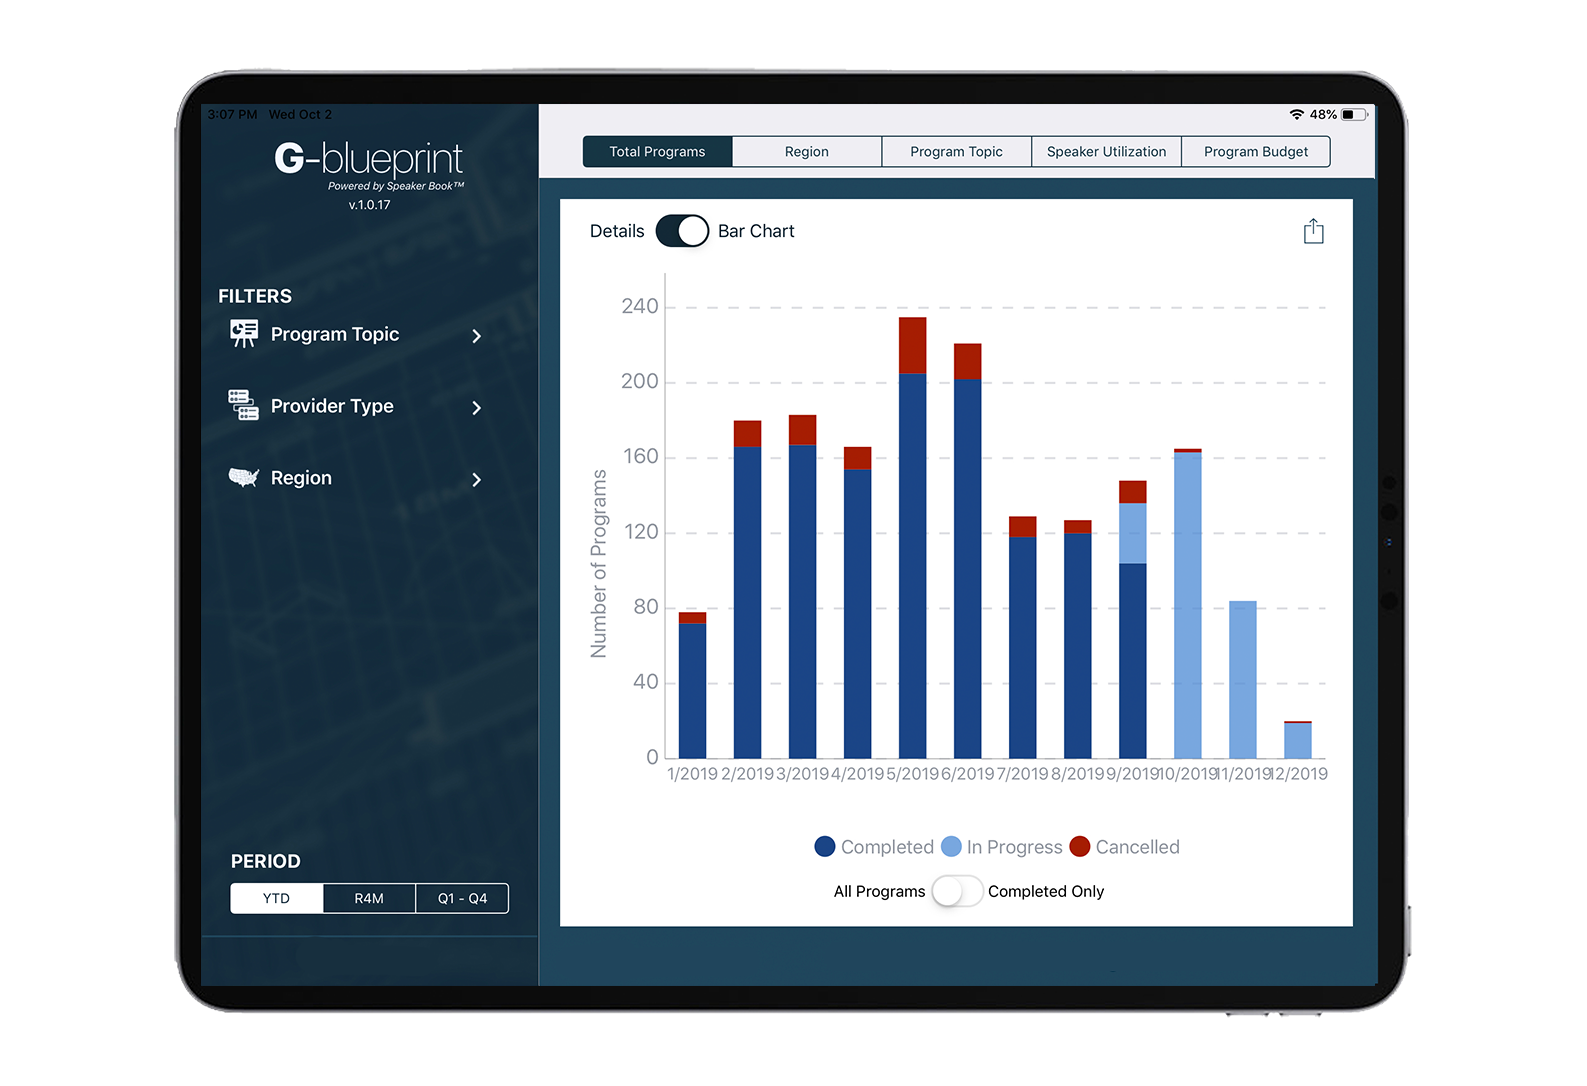 3:07 PM Wed Oct 2
48%
G-blueprint
Powered by Speaker Book™
v.1.0.17
FILTERS
Program Topic
Provider Type
Region
PERIOD
YTD R4M Q1 - Q4
Total Programs Region Program Topic Speaker Utilization Program Budget
Details Bar Chart
Number of Programs
240
200
160
120
80
40
0
1/2019 2/2019 3/2019 4/2019 5/2019 6/2019 7/2019 8/2019 9/2019 10/2019 11/2019 12/2019
Completed In Progress Cancelled
All Programs Completed Only